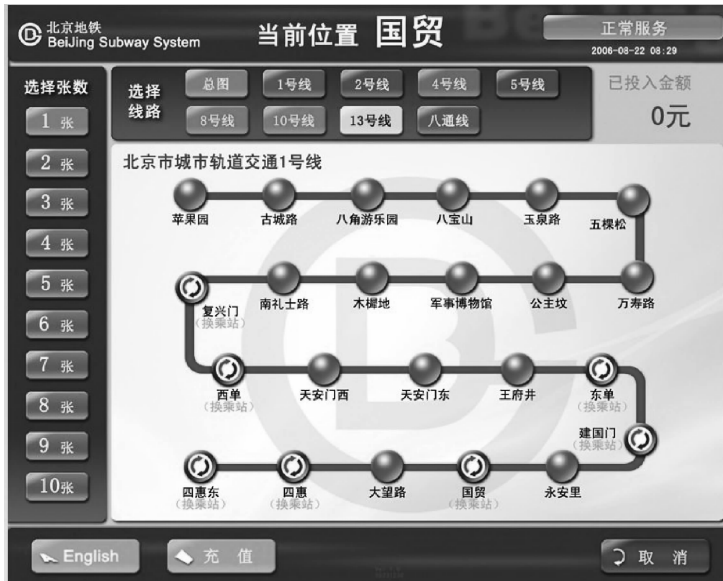 北京地铁
BeiJing Subway System
当前位置 国贸
正常服务
2006-08-22 08:29
选择张数
1 张
2 张
3 张
4 张
5 张
6 张
7 张
8 张
9 张
10张
选择
线路
总图 1号线 2号线 4号线 5号线
8号线 10号线 13号线 八通线
已投入金额
0元
北京市城市轨道交通1号线
苹果园 古城路 八角游乐园 八宝山 玉泉路 五棵松
复兴门 南礼士路 木樨地 军事博物馆 公主坟 万寿路
(换乘站)
西单 天安门西 天安门东 王府井 东单
(换乘站) (换乘站)
建国门
(换乘站)
四惠东 四惠 大望路 国贸 永安里
(换乘站) (换乘站) (换乘站)
English 充 值 取 消